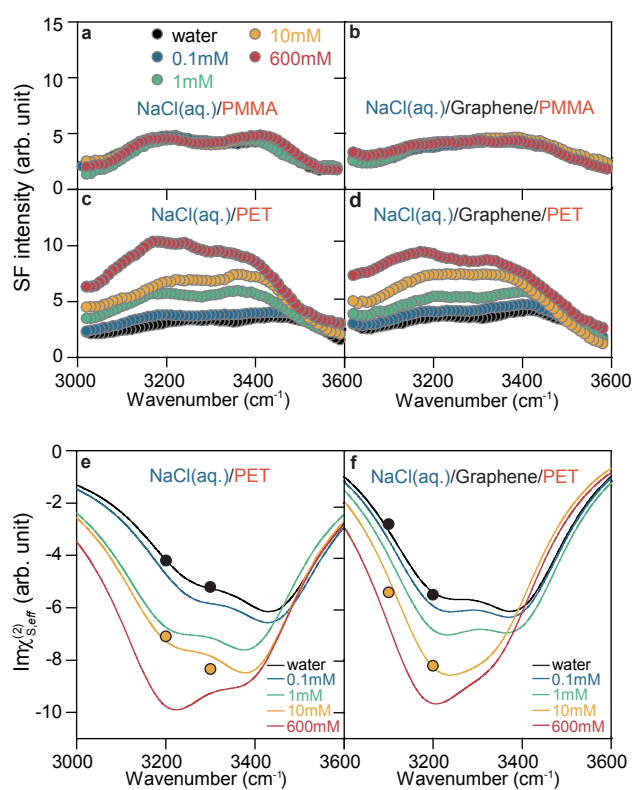 a
water
10mM
0.1mM
600mM
1mM
NaCl(aq.)/PMMA
b
NaCl(aq.)/Graphene/PMMA
15
10
5
0
SF intensity (arb. unit)
c
NaCl(aq.)/PET
d
NaCl(aq.)/Graphene/PET
15
10
5
0
3000 3200 3400 3600 3200 3400 3600
Wavenumber (cm⁻¹) Wavenumber (cm⁻¹)
e
NaCl(aq.)/PET
f
NaCl(aq.)/Graphene/PET
0
-2
-4
-6
-8
-10
Imχ(2)S,eff (arb. unit)
water
0.1mM
1mM
10mM
600mM
water
0.1mM
1mM
10mM
600mM
3000 3200 3400 3600 3200 3400 3600
Wavenumber (cm⁻¹) Wavenumber (cm⁻¹)